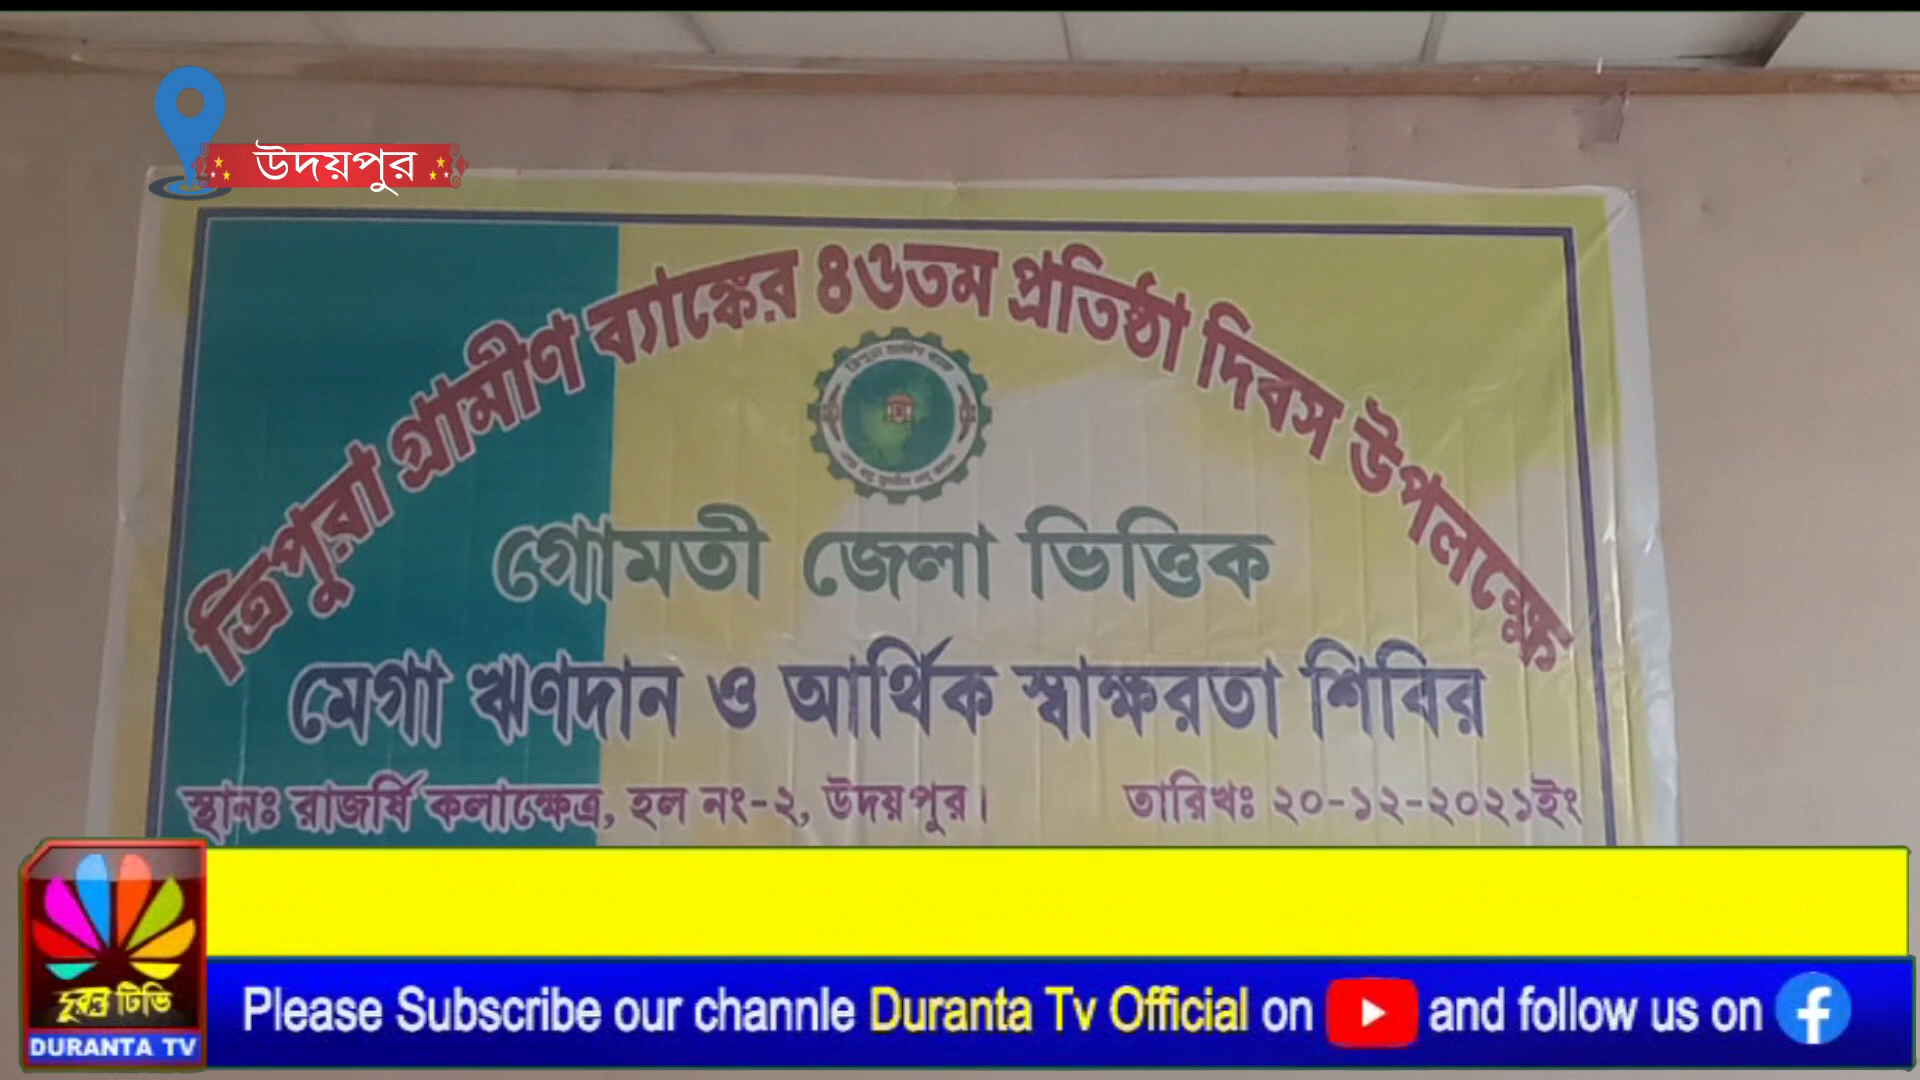 উদয়পুর
ত্রিপুরা গ্রামীণ ব্যাঙ্কের ৪৬তম প্রতিষ্ঠা দিবস উপলক্ষ্যে
গোমতী জেলা ভিত্তিক
মেগা ঋণদান ও আর্থিক স্বাক্ষরতা শিবির
স্থানঃ রাজর্ষি কলাক্ষেত্র, হল নং-২, উদয়পুর। তারিখঃ ২০-১২-২০২১ইং
দুরন্ত টিভি
DURANTA TV
Please Subscribe our channle Duranta Tv Official on and follow us on